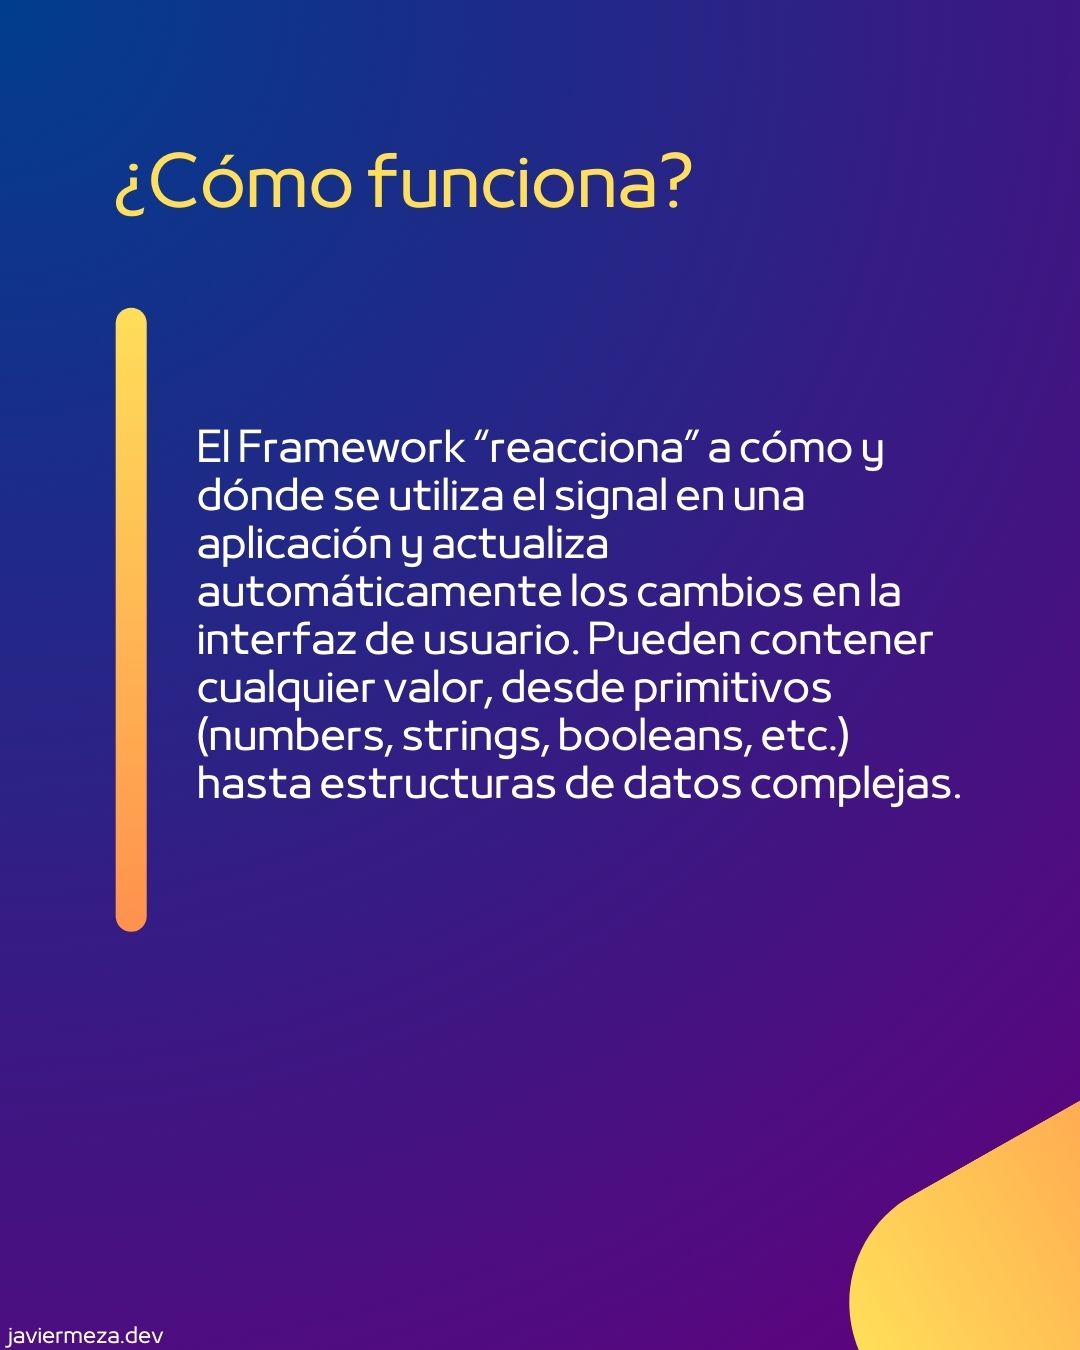 ¿Cómo funciona?
El Framework “reacciona” a cómo y
dónde se utiliza el signal en una
aplicación y actualiza
automáticamente los cambios en la
interfaz de usuario. Pueden contener
cualquier valor, desde primitivos
(numbers, strings, booleans, etc.)
hasta estructuras de datos complejas.
javiermeza.dev